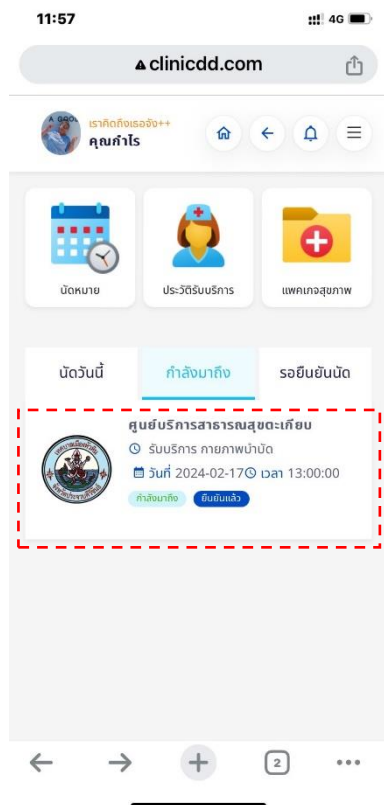 11:57
4G
clinicdd.com
A GOOD
เราคิดถึงเธอจัง++
คุณกำไร
นัดหมาย
ประวัติรับบริการ
แพคเกจสุขภาพ
นัดวันนี้
กำลังมาถึง
รอยืนยันนัด
ศูนย์บริการสาธารณสุขตะเกียบ
รับบริการ กายภาพบำบัด
วันที่ 2024-02-17 เวลา 13:00:00
กำลังมาถึง
ยืนยันแล้ว
2